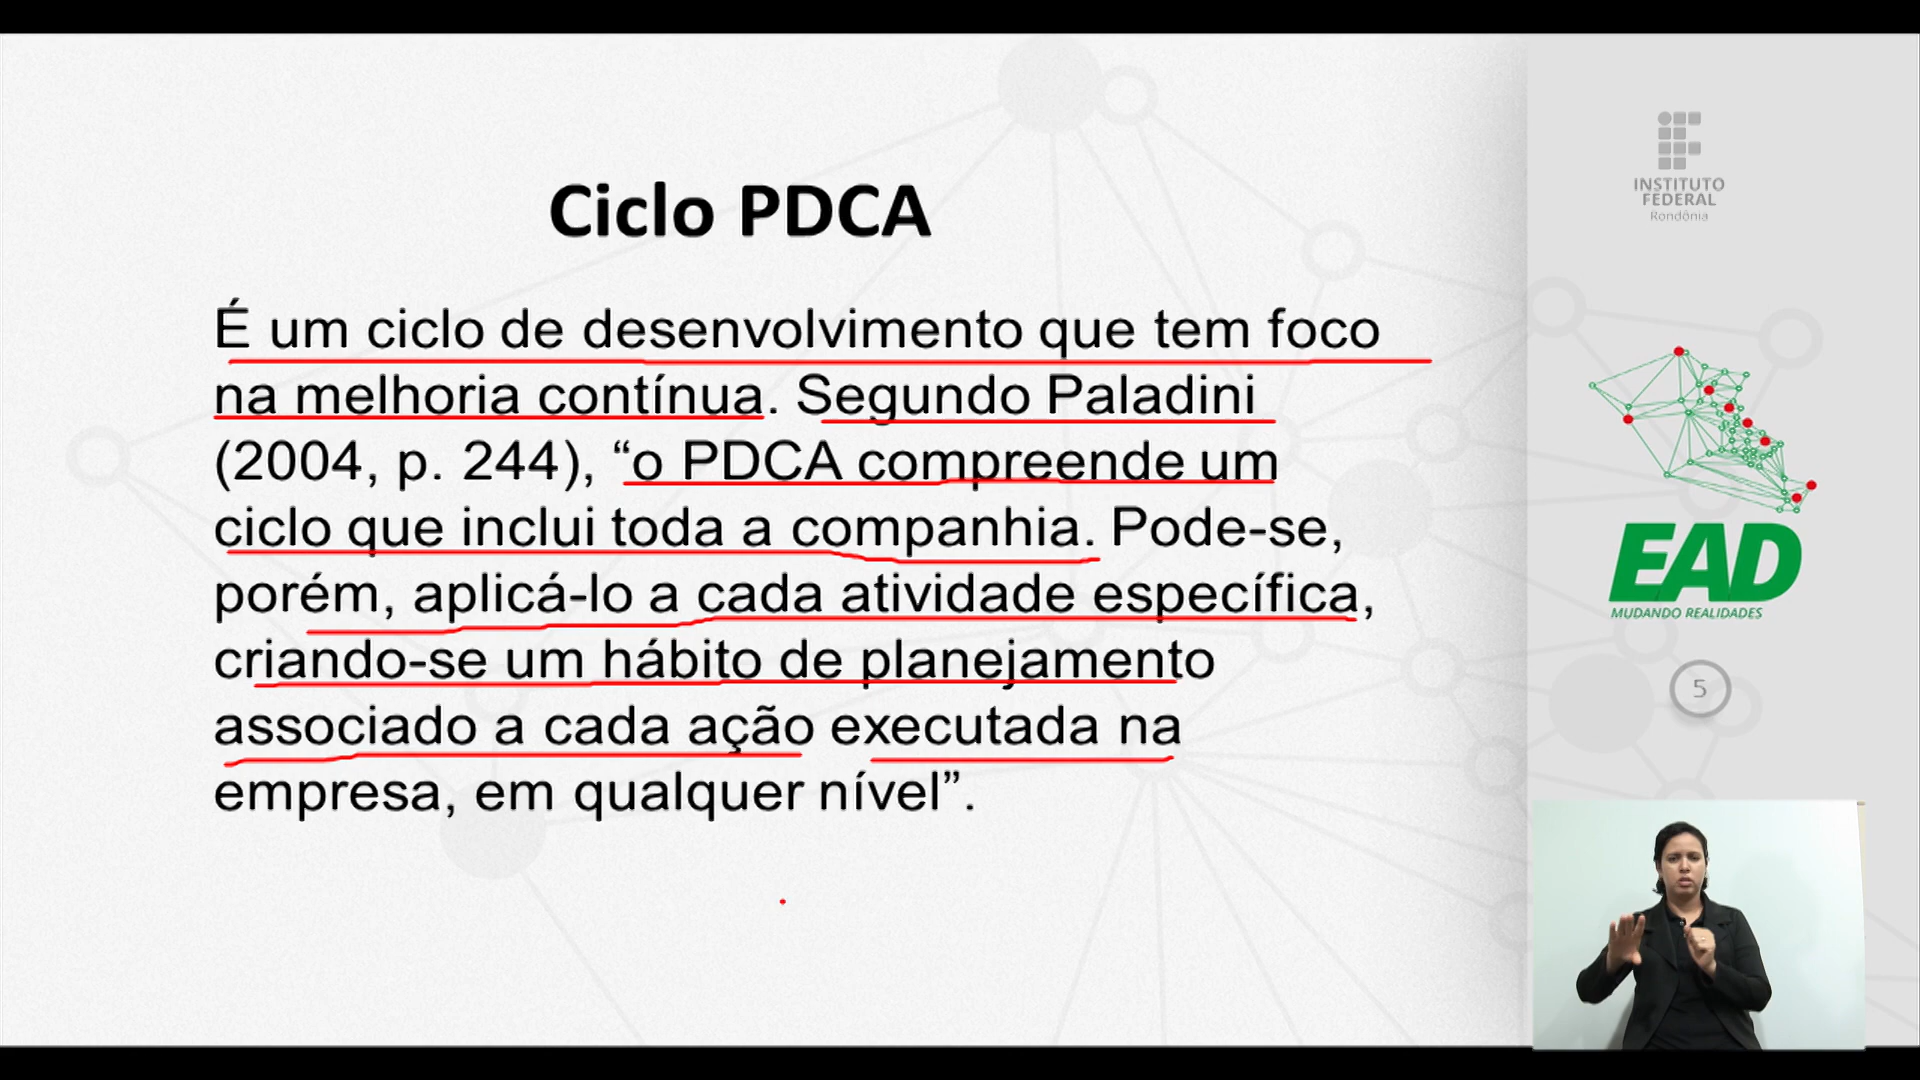 Ciclo PDCA
É um ciclo de desenvolvimento que tem foco
na melhoria contínua. Segundo Paladini
(2004, p. 244), “o PDCA compreende um
ciclo que inclui toda a companhia. Pode-se,
porém, aplicá-lo a cada atividade específica,
criando-se um hábito de planejamento
associado a cada ação executada na
empresa, em qualquer nível”.
INSTITUTO
FEDERAL
Rondônia
EAD
MUDANDO REALIDADES
5